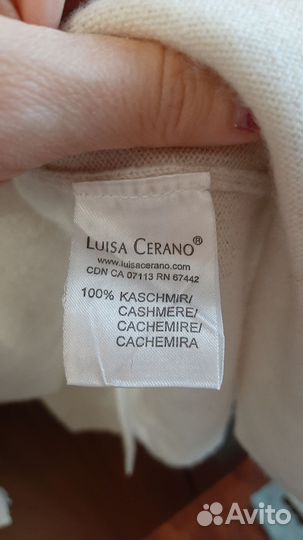 LUISA CERANO®
www.luisacerano.com
CDN CA 07113 RN 67442
100% KASCHMIR/
CASHMERE/
CACHEMIRE/
CACHEMIRA
Avito